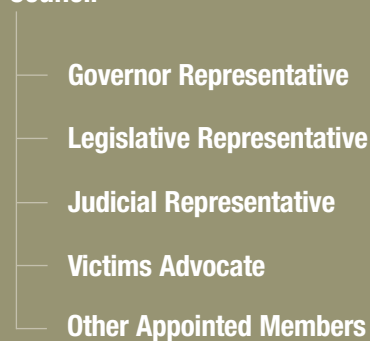 Governor Representative
Legislative Representative
Judicial Representative
Victims Advocate
Other Appointed Members